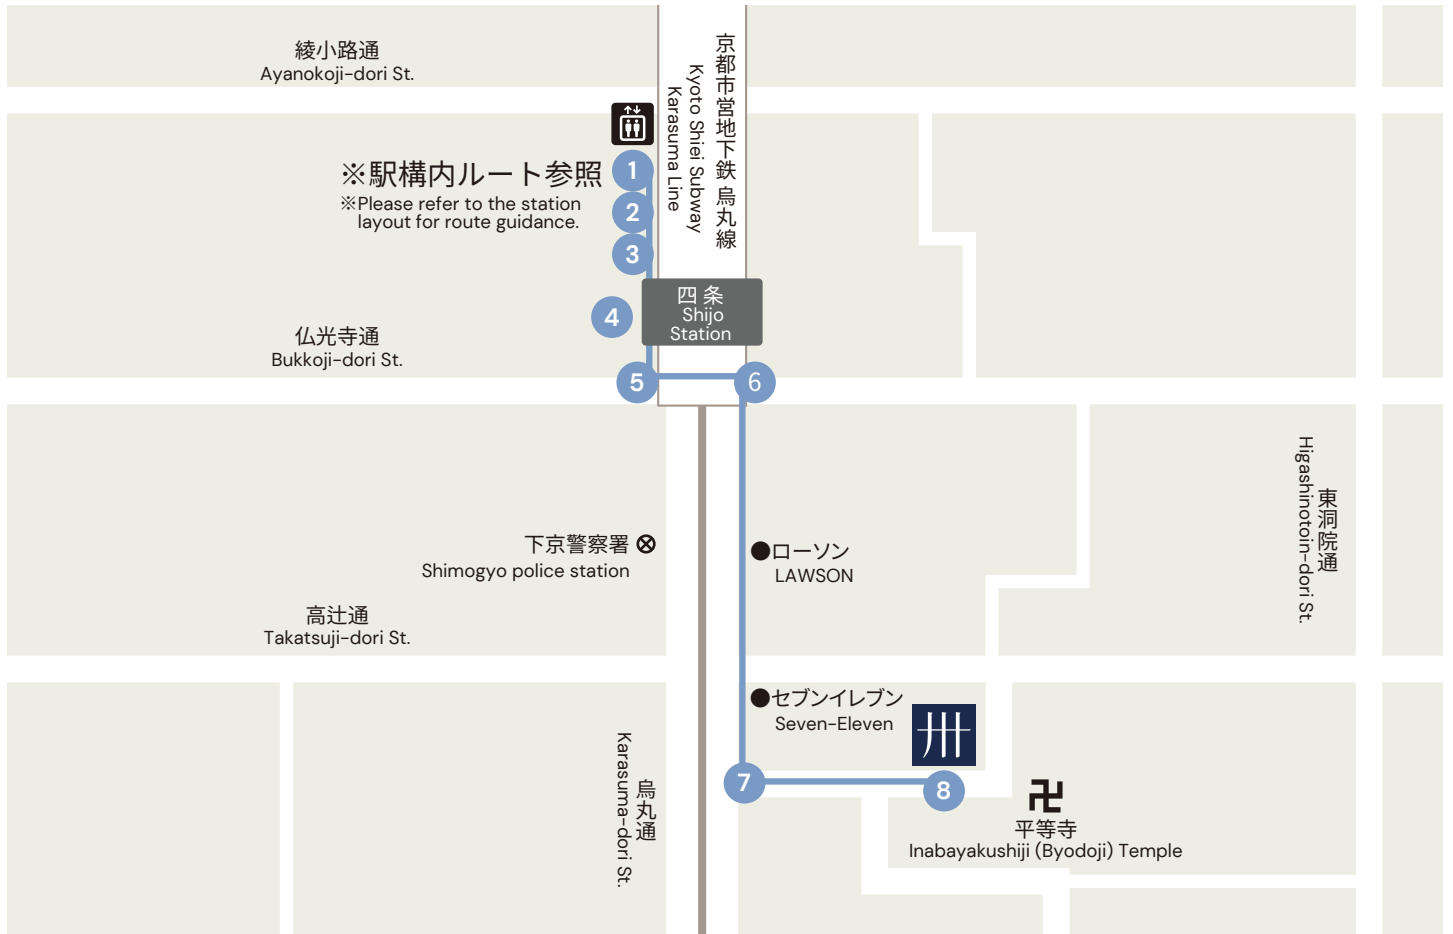 綾小路通
Ayanokoji-dori St.
京都市営地下鉄 烏丸線
Kyoto Shiei Subway
Karasuma Line
※駅構内ルート参照
※Please refer to the station
layout for route guidance.
1
2
3
4
四条
Shijo
Station
仏光寺通
Bukkoji-dori St.
5
6
東洞院通
Higashinotoin-dori St.
下京警察署
Shimogyo police station
ローソン
LAWSON
高辻通
Takatsuji-dori St.
セブンイレブン
Seven-Eleven
卅
烏丸通
Karasuma-dori St.
7
8
卍
平等寺
Inabayakushiji (Byodoji) Temple